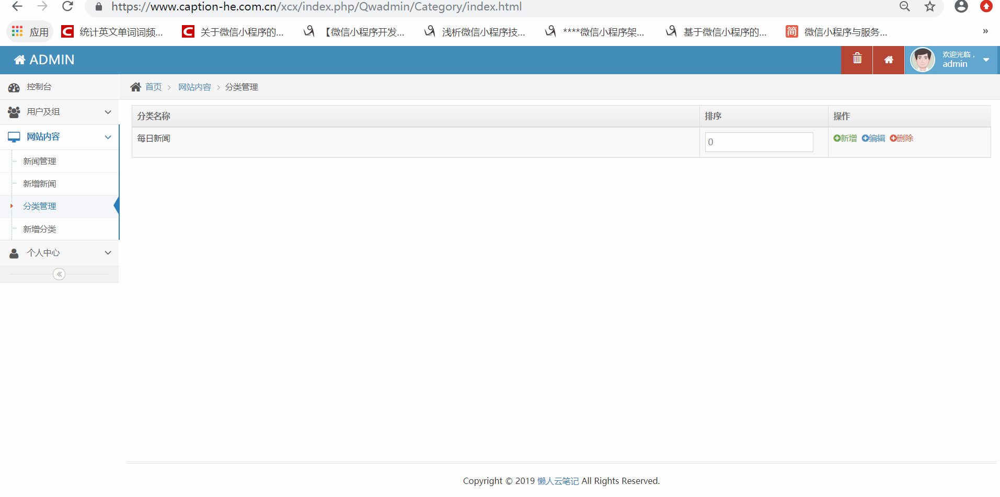 https://www.caption-he.com.cn/xcx/index.php/Qwadmin/Category/index.html
应用 统计英文单词词频... 关于微信小程序的... 【微信小程序开发... 浅析微信小程序技... ****微信小程序架... 基于微信小程序的... 简 微信小程序与服务... »
ADMIN
欢迎光临，
admin
控制台
用户及组
网站内容
新闻管理
新增新闻
分类管理
新增分类
个人中心
首页 > 网站内容 > 分类管理
分类名称 排序 操作
每日新闻 0 新增 编辑 删除
Copyright © 2019 懒人云笔记 All Rights Reserved.